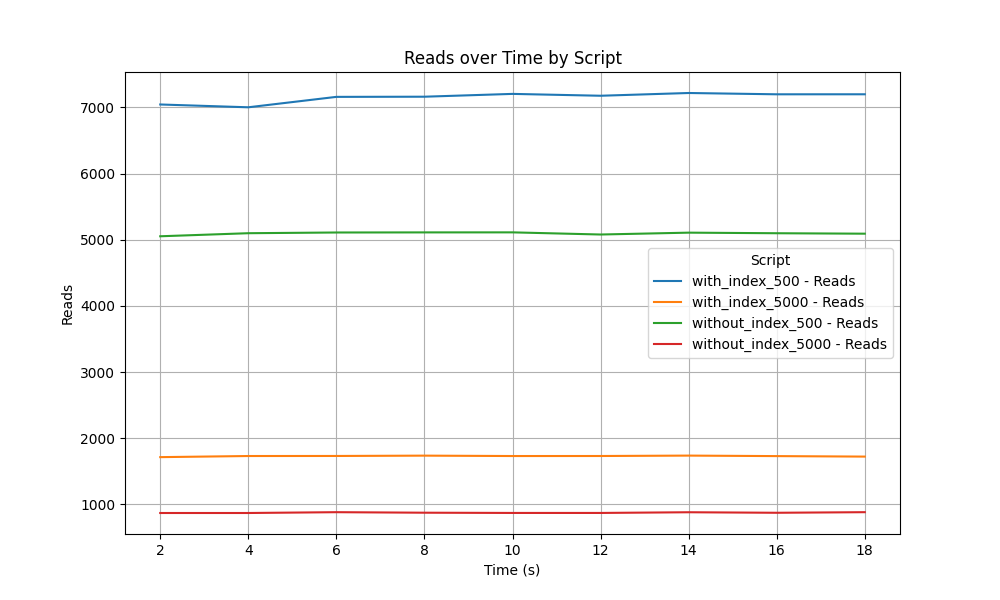 Reads over Time by Script
7000
6000
5000
4000
3000
2000
1000
Reads
Script
with_index_500 - Reads
with_index_5000 - Reads
without_index_500 - Reads
without_index_5000 - Reads
2 4 6 8 10 12 14 16 18
Time (s)